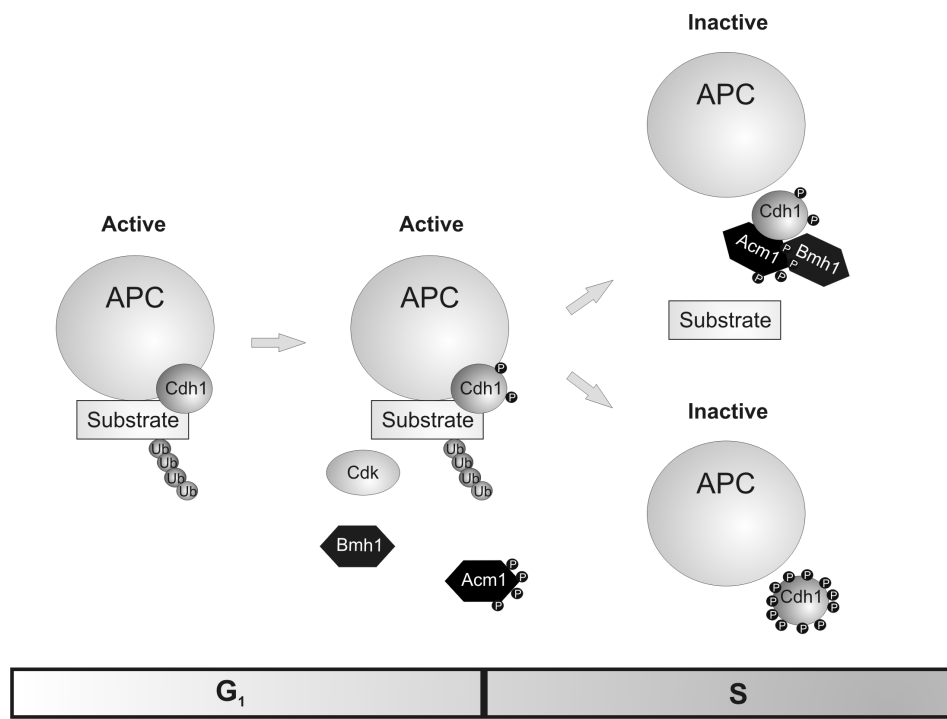 Active
APC
Cdh1
Substrate
Ub
Ub
Ub
Ub
Active
APC
Cdh1
P
P
Substrate
Ub
Ub
Ub
Ub
Cdk
Bmh1
Acm1
P
P
P
P
Inactive
APC
Cdh1
P
P
Acm1
Bmh1
P
P
P
P
Substrate
Inactive
APC
Cdh1
P
P
P
P
P
P
P
P
P
P
P
P
G₁
S